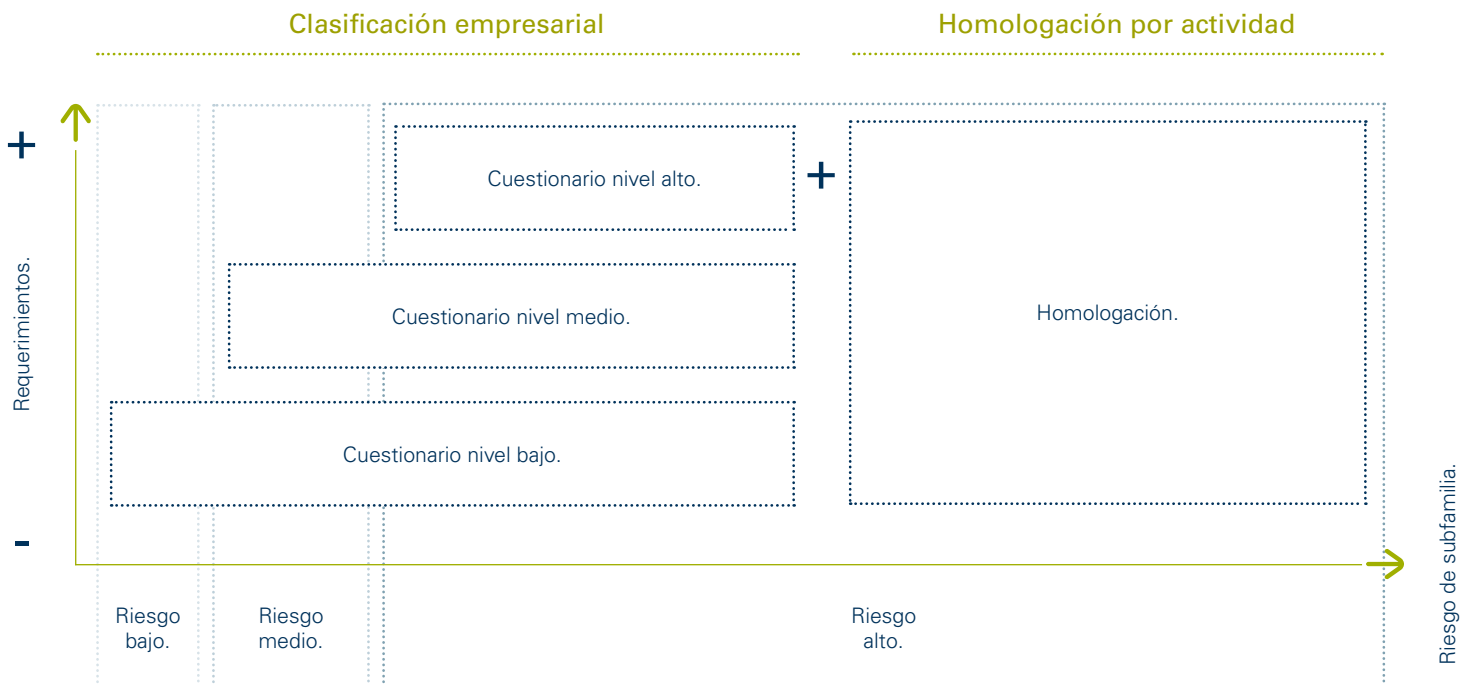 Clasificación empresarial
Homologación por actividad
+
Cuestionario nivel alto.
+
Cuestionario nivel medio.
Homologación.
Requerimientos.
Cuestionario nivel bajo.
-
Riesgo de subfamilia.
Riesgo
bajo.
Riesgo
medio.
Riesgo
alto.